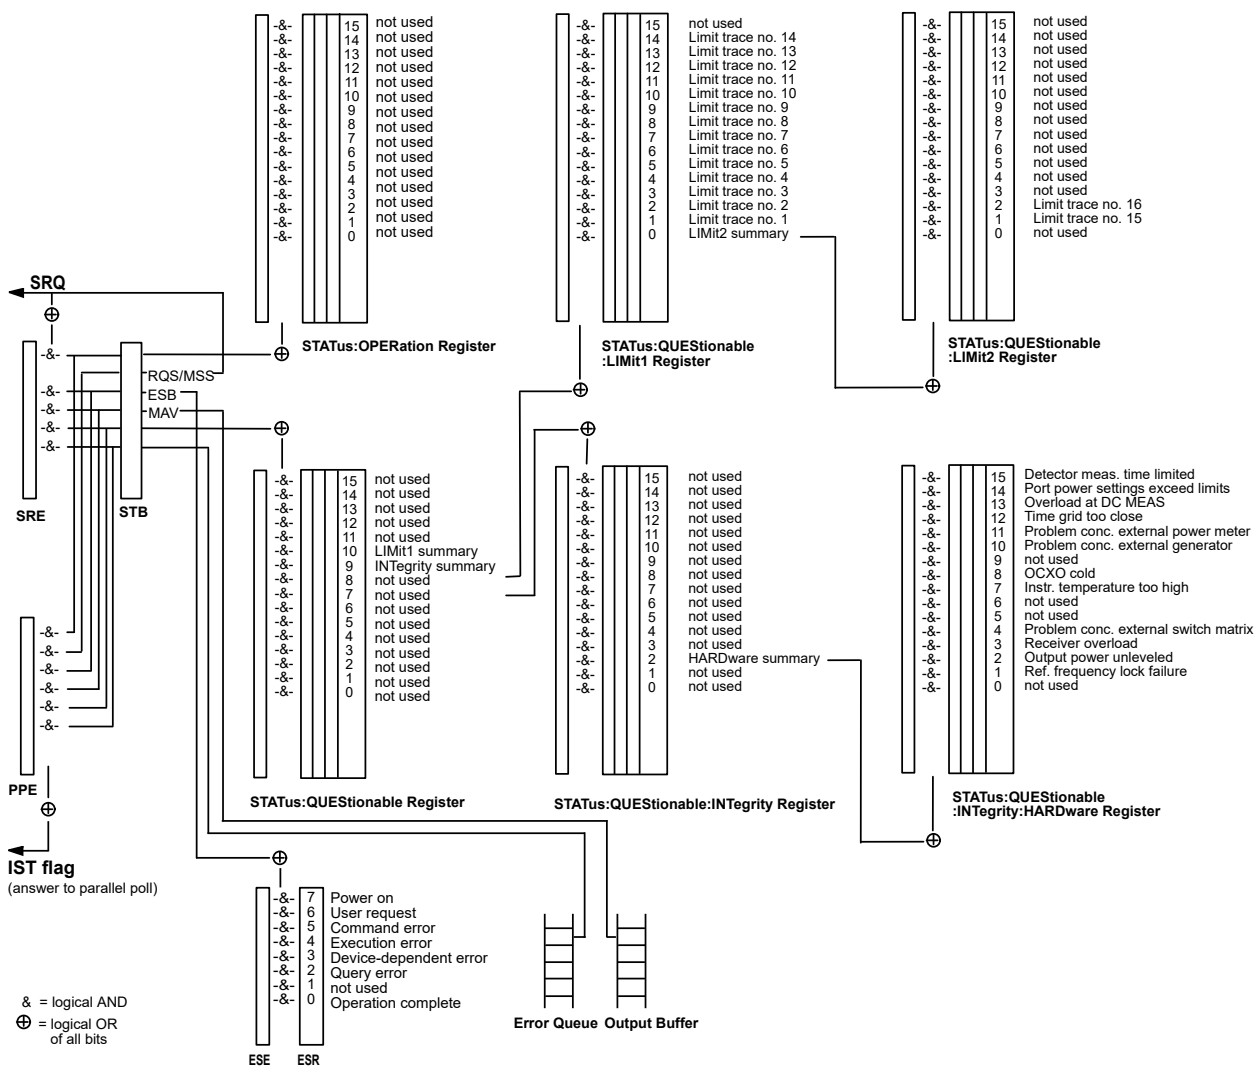 -&- 15 not used
-&- 14 not used
-&- 13 not used
-&- 12 not used
-&- 11 not used
-&- 10 not used
-&- 9 not used
-&- 8 not used
-&- 7 not used
-&- 6 not used
-&- 5 not used
-&- 4 not used
-&- 3 not used
-&- 2 not used
-&- 1 not used
-&- 0
STATus:OPERation Register
-&- 15 not used
-&- 14 Limit trace no. 14
-&- 13 Limit trace no. 13
-&- 12 Limit trace no. 12
-&- 11 Limit trace no. 11
-&- 10 Limit trace no. 10
-&- 9 Limit trace no. 9
-&- 8 Limit trace no. 8
-&- 7 Limit trace no. 7
-&- 6 Limit trace no. 6
-&- 5 Limit trace no. 5
-&- 4 Limit trace no. 4
-&- 3 Limit trace no. 3
-&- 2 Limit trace no. 2
-&- 1 Limit trace no. 1
-&- 0 LIMit2 summary
STATus:QUEStionable
:LIMit1 Register
-&- 15 not used
-&- 14 not used
-&- 13 not used
-&- 12 not used
-&- 11 not used
-&- 10 not used
-&- 9 not used
-&- 8 not used
-&- 7 not used
-&- 6 not used
-&- 5 not used
-&- 4 not used
-&- 3 not used
-&- 2 Limit trace no. 16
-&- 1 Limit trace no. 15
-&- 0 not used
STATus:QUEStionable
:LIMit2 Register
SRQ
-&-
-&-
-&-
-&-
-&-
SRE
RQS/MSS
ESB
MAV
STB
-&- 15 not used
-&- 14 not used
-&- 13 not used
-&- 12 not used
-&- 11 not used
-&- 10 LIMit1 summary
-&- 9 INTegrity summary
-&- 8 not used
-&- 7 not used
-&- 6 not used
-&- 5 not used
-&- 4 not used
-&- 3 not used
-&- 2 not used
-&- 1 not used
-&- 0 not used
STATus:QUEStionable Register
-&- 15 not used
-&- 14 not used
-&- 13 not used
-&- 12 not used
-&- 11 not used
-&- 10 not used
-&- 9 not used
-&- 8 not used
-&- 7 not used
-&- 6 not used
-&- 5 not used
-&- 4 not used
-&- 3 not used
-&- 2 HARDware summary
-&- 1 not used
-&- 0 not used
STATus:QUEStionable:INTegrity Register
-&- 15 Detector meas. time limited
-&- 14 Port power settings exceed limits
-&- 13 Overload at DC MEAS
-&- 12 Time grid too close
-&- 11 Problem conc. external power meter
-&- 10 Problem conc. external generator
-&- 9 not used
-&- 8 OCXO cold
-&- 7 Instr. temperature too high
-&- 6 not used
-&- 5 not used
-&- 4 Problem conc. external switch matrix
-&- 3 Receiver overload
-&- 2 Output power unleveled
-&- 1 Ref. frequency lock failure
-&- 0 not used
STATus:QUEStionable
:INTegrity:HARDware Register
-&-
-&-
-&-
-&-
-&-
-&-
PPE
IST flag
(answer to parallel poll)
-&- 7 Power on
-&- 6 User request
-&- 5 Command error
-&- 4 Execution error
-&- 3 Device-dependent error
-&- 2 Query error
-&- 1 not used
-&- 0 Operation complete
ESE ESR
Error Queue Output Buffer
& = logical AND
⊕ = logical OR
of all bits